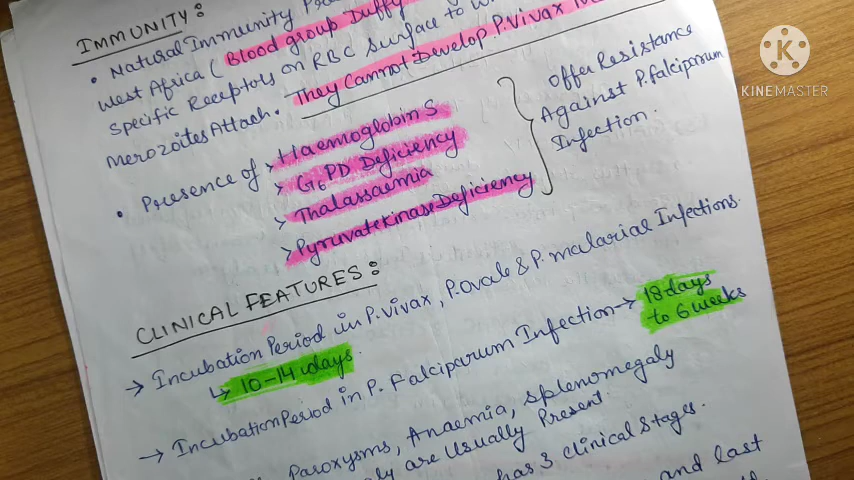 IMMUNITY:
• Natural Immunity
West Africa (Blood group Duffy
Specific Receptors on RBC Surface to
Merozoites Attach. They Cannot Develop P. Vivax
• Presence of > Haemoglobin S
> G6PD Deficiency
> Thalassaemia
> Pyruvate kinase Deficiency
Offer Resistance
Against P. falciparum
Infection.
CLINICAL FEATURES:
→ Incubation Period in P. Vivax, P. ovale & P. malarial Infections.
↳ 10-14 days.
→ Incubation Period in P. Falciparum Infection → 18 days
to 6 weeks
Paroxysms, Anaemia, Splenomegaly
are Usually Present.
has 3 clinical Stages.
and last
KINEMASTER